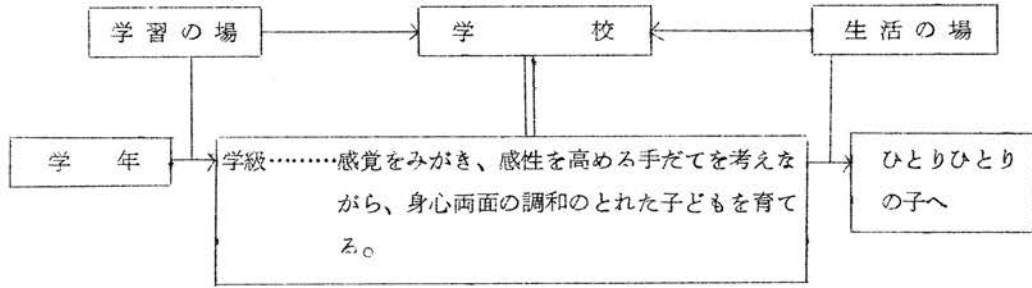 学習の場
学校
生活の場
学年
学級………感覚をみがき、感性を高める手だてを考えな
がら、身心両面の調和のとれた子どもを育て
る。
ひとりひとり
の子へ